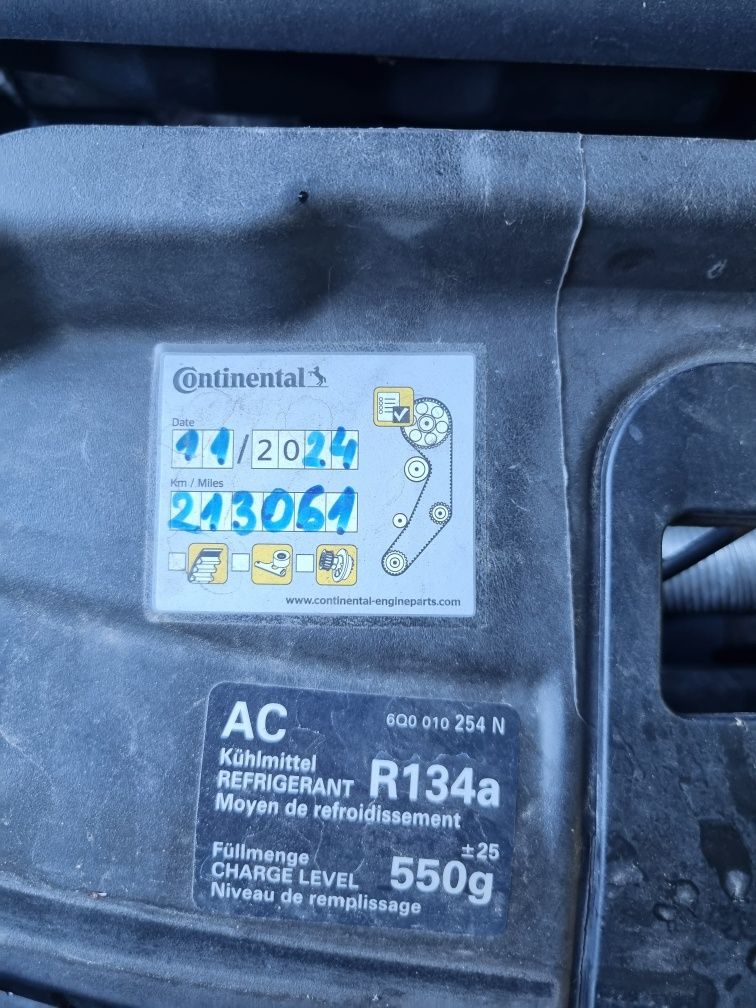 Continental
Date
11/2024
Km / Miles
213061
www.continental-engineparts.com
AC 6Q0 010 254 N
Kühlmittel
REFRIGERANT R134a
Moyen de refroidissement
Füllmenge ±25
CHARGE LEVEL 550g
Niveau de remplissage